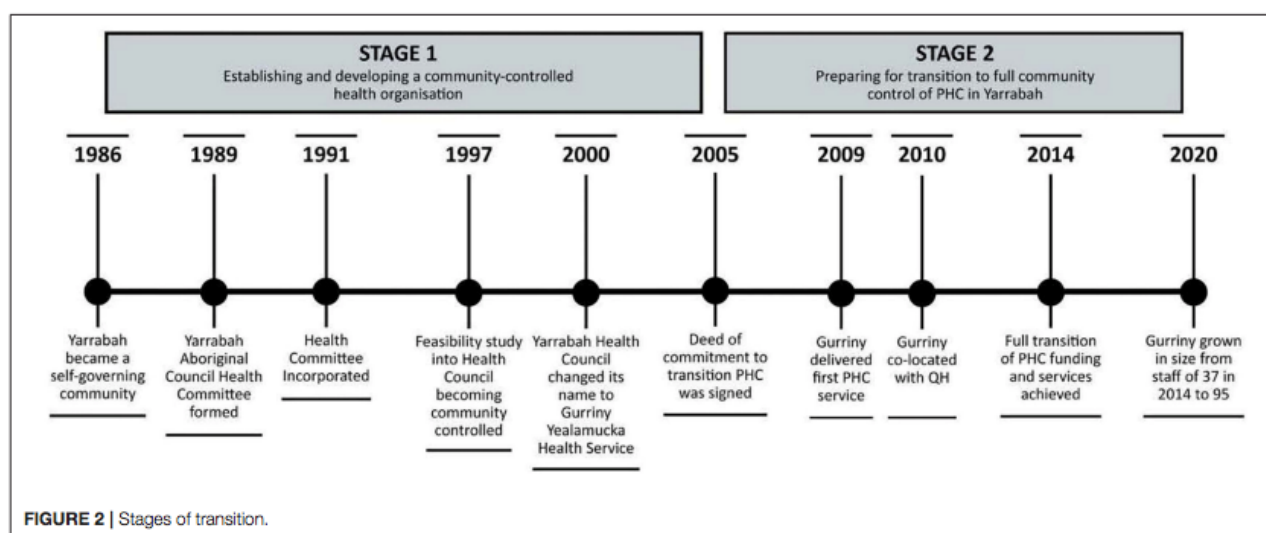 STAGE 1
Establishing and developing a community-controlled
health organisation
STAGE 2
Preparing for transition to full community
control of PHC in Yarrabah
1986
1989
1991
1997
2000
2005
2009
2010
2014
2020
Yarrabah
became a
self-governing
community
Yarrabah
Aboriginal
Council Health
Committee
formed
Health
Committee
Incorporated
Feasibility study
into Health
Council
becoming
community
controlled
Yarrabah Health
Council
changed its
name to
Gurriny
Yealamucka
Health Service
Deed of
commitment to
transition PHC
was signed
Gurriny
delivered
first PHC
service
Gurriny
co-located
with QH
Full transition
of PHC funding
and services
achieved
Gurriny grown
in size from
staff of 37 in
2014 to 95
FIGURE 2 | Stages of transition.